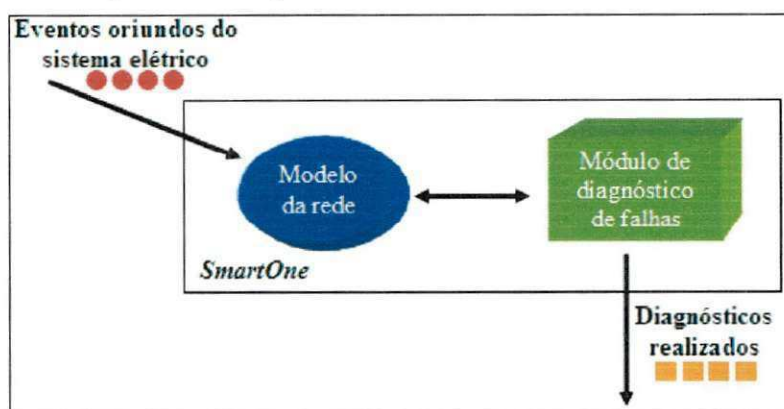 Eventos oriundos do
sistema elétrico
Modelo
da rede
Módulo de
diagnóstico
de falhas
SmartOne
Diagnósticos
realizados